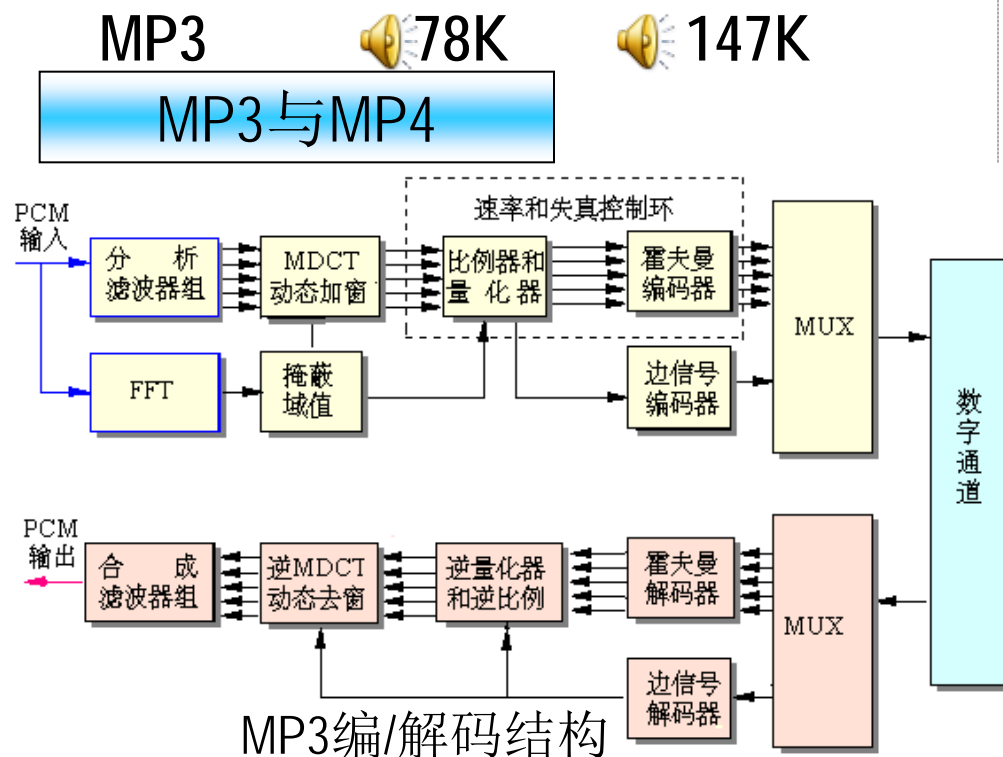 MP3 78K 147K
MP3与MP4
速率和失真控制环
PCM
输入
分 析
滤波器组
MDCT
动态加窗
比例器和
量 化 器
霍夫曼
编码器
MUX
FFT
掩蔽
域值
边信号
编码器
数
字
通
道
PCM
输出
合 成
滤波器组
逆MDCT
动态去窗
逆量化器
和逆比例
霍夫曼
解码器
MUX
边信号
解码器
MP3编/解码结构